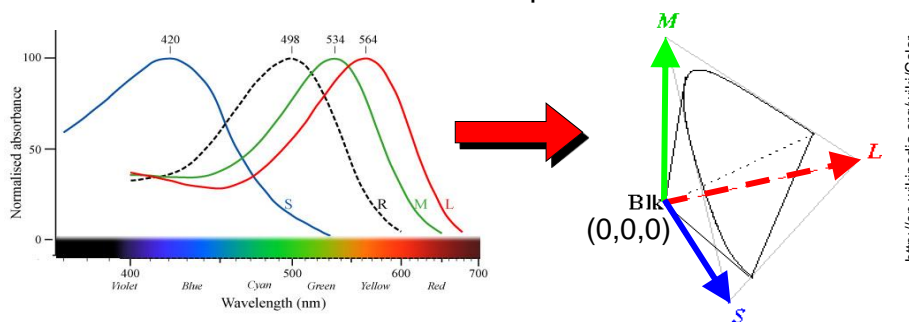 420
498
534
564
100
50
0
Normalised absorbance
S
R
M
L
400
500
600
700
Violet
Blue
Cyan
Green
Yellow
Red
Wavelength (nm)
M
L
Blk
(0,0,0)
S